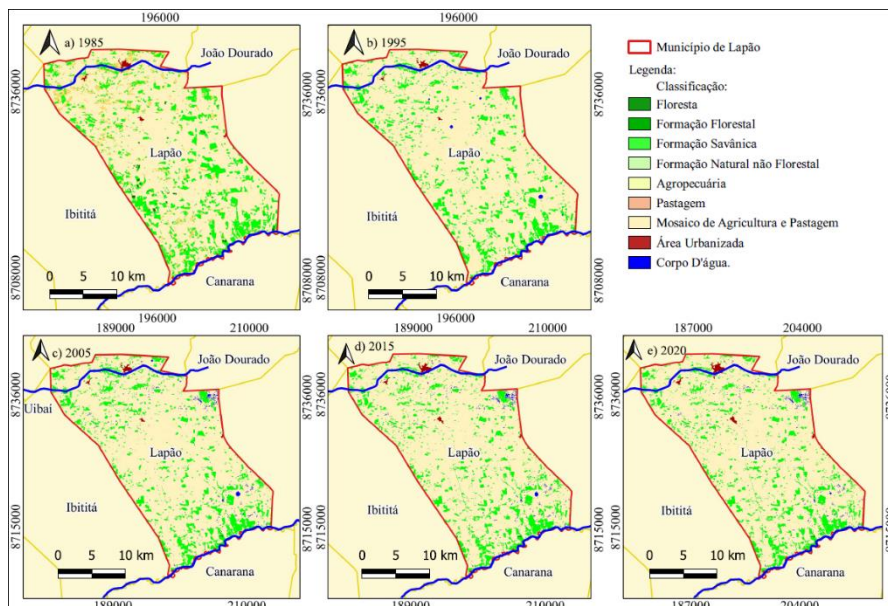 196000
a) 1985
João Dourado
8736000
Lapão
Ibititá
0 5 10 km
Canarana
8708000
196000
b) 1995
João Dourado
8736000
Lapão
Ibititá
0 5 10 km
Canarana
8708000
Município de Lapão
Legenda:
Classificação:
Floresta
Formação Florestal
Formação Savânica
Formação Natural não Florestal
Agropecuária
Pastagem
Mosaico de Agricultura e Pastagem
Área Urbanizada
Corpo D'água.
189000 210000
c) 2005
João Dourado
8736000
Uibaí
Lapão
Ibititá
8715000
0 5 10 km
Canarana
189000 210000
189000 210000
d) 2015
João Dourado
8736000
Lapão
Ibititá
8715000
0 5 10 km
Canarana
189000 210000
187000 204000
e) 2020
João Dourado
8736000
Lapão
Ibititá
8715000
0 5 10 km
Canarana
187000 204000